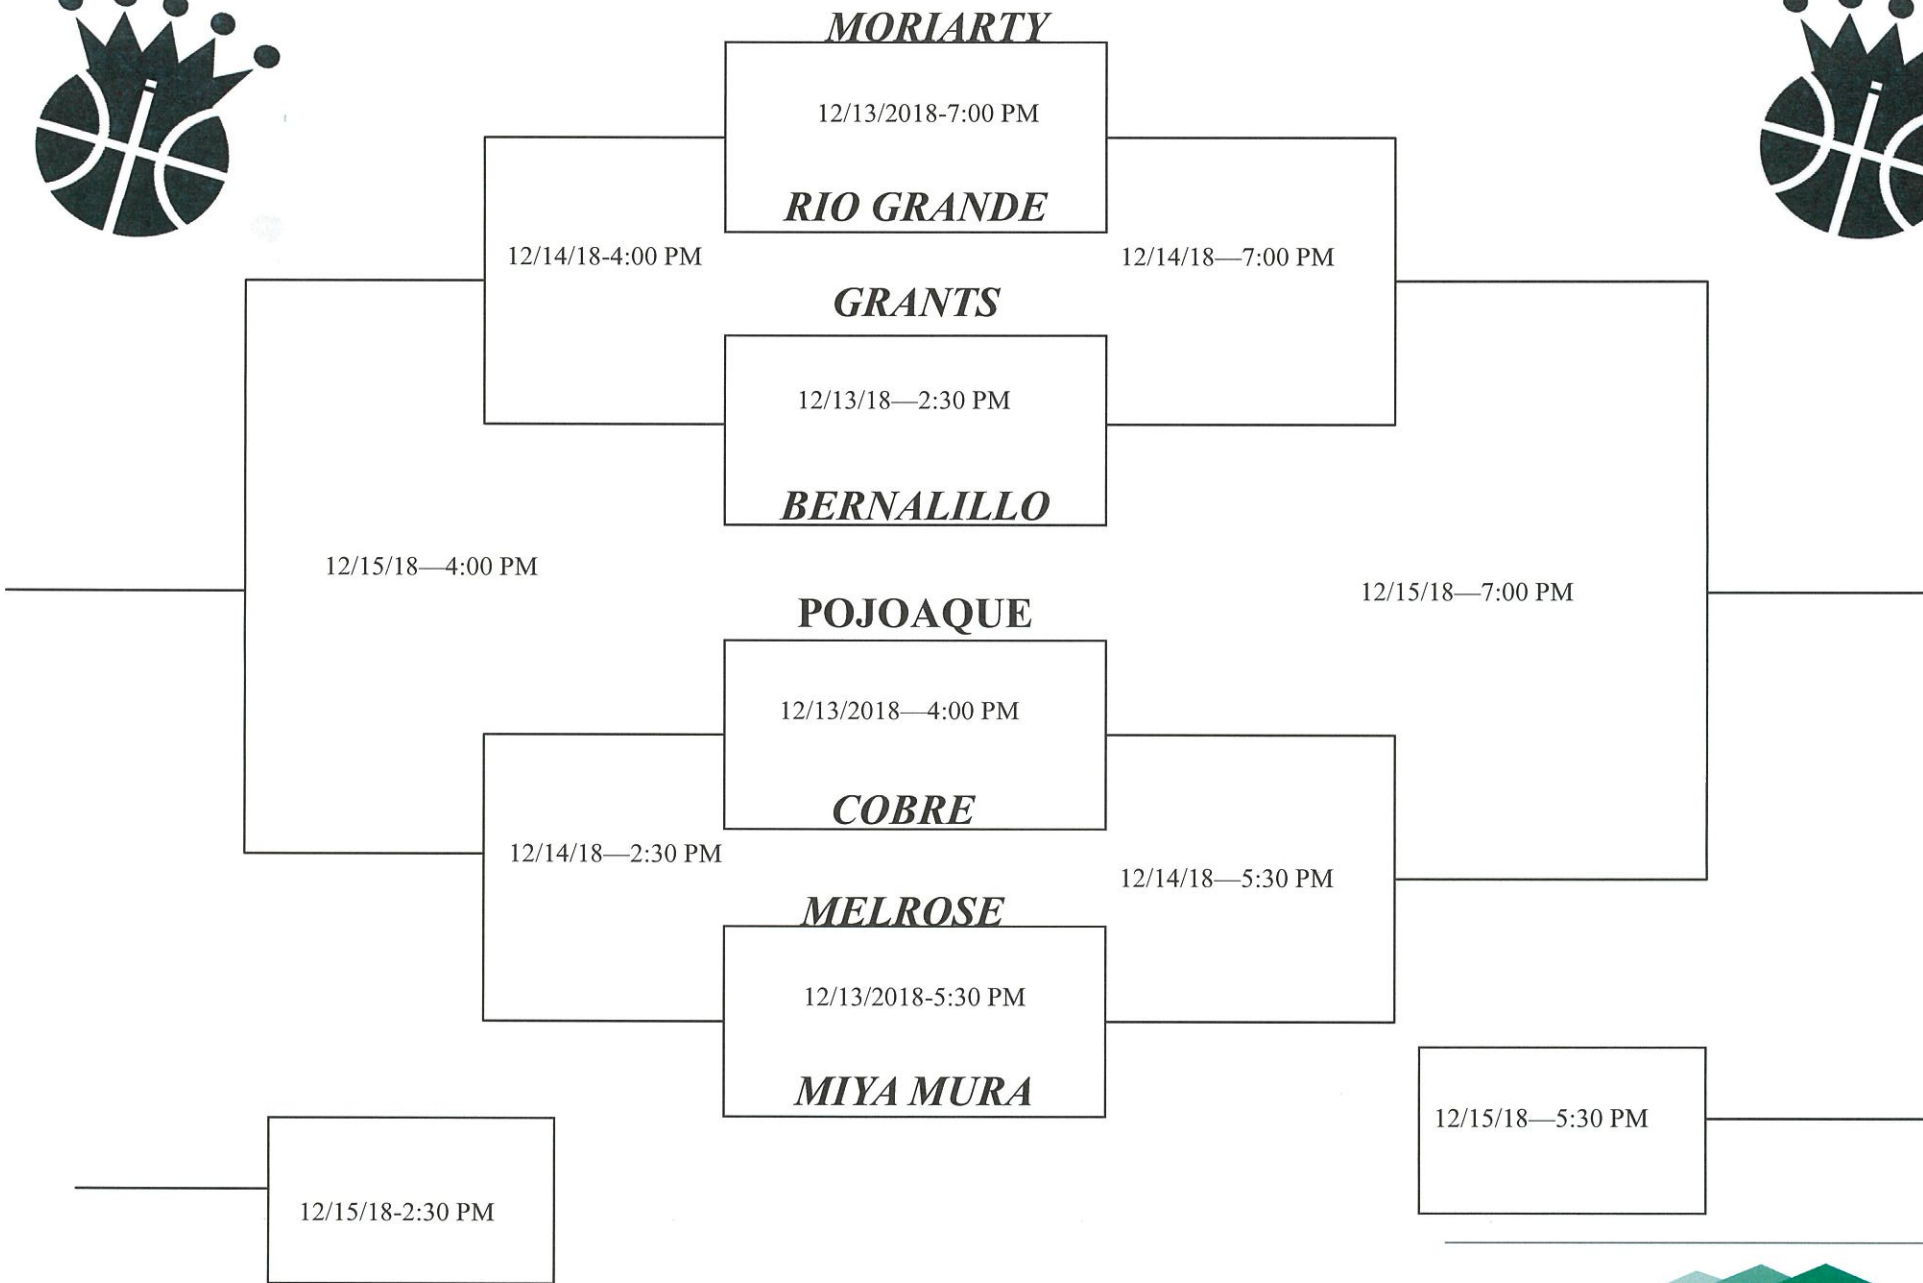 MORIARTY
12/13/2018-7:00 PM
RIO GRANDE
12/14/18-4:00 PM
12/14/18—7:00 PM
GRANTS
12/13/18—2:30 PM
BERNALILLO
12/15/18—4:00 PM
12/15/18—7:00 PM
POJOAQUE
12/13/2018—4:00 PM
COBRE
12/14/18—2:30 PM
12/14/18—5:30 PM
MELROSE
12/13/2018-5:30 PM
MIYA MURA
12/15/18—5:30 PM
12/15/18-2:30 PM